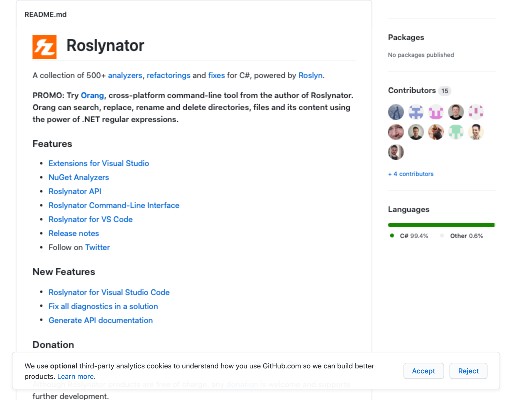 README.md
Roslynator
A collection of 500+ analyzers, refactorings and fixes for C#, powered by Roslyn.
PROMO: Try Orang, cross-platform command-line tool from the author of Roslynator.
Orang can search, replace, rename and delete directories, files and its content using
the power of .NET regular expressions.
Features
• Extensions for Visual Studio
• NuGet Analyzers
• Roslynator API
• Roslynator Command-Line Interface
• Roslynator for VS Code
• Release notes
• Follow on Twitter
New Features
• Roslynator for Visual Studio Code
• Fix all diagnostics in a solution
• Generate API documentation
Donation
further development.
Packages
No packages published
Contributors 15
+ 4 contributors
Languages
C# 99.4% Other 0.6%
We use optional third-party analytics cookies to understand how you use GitHub.com so we can build better
products. Learn more.
Accept Reject